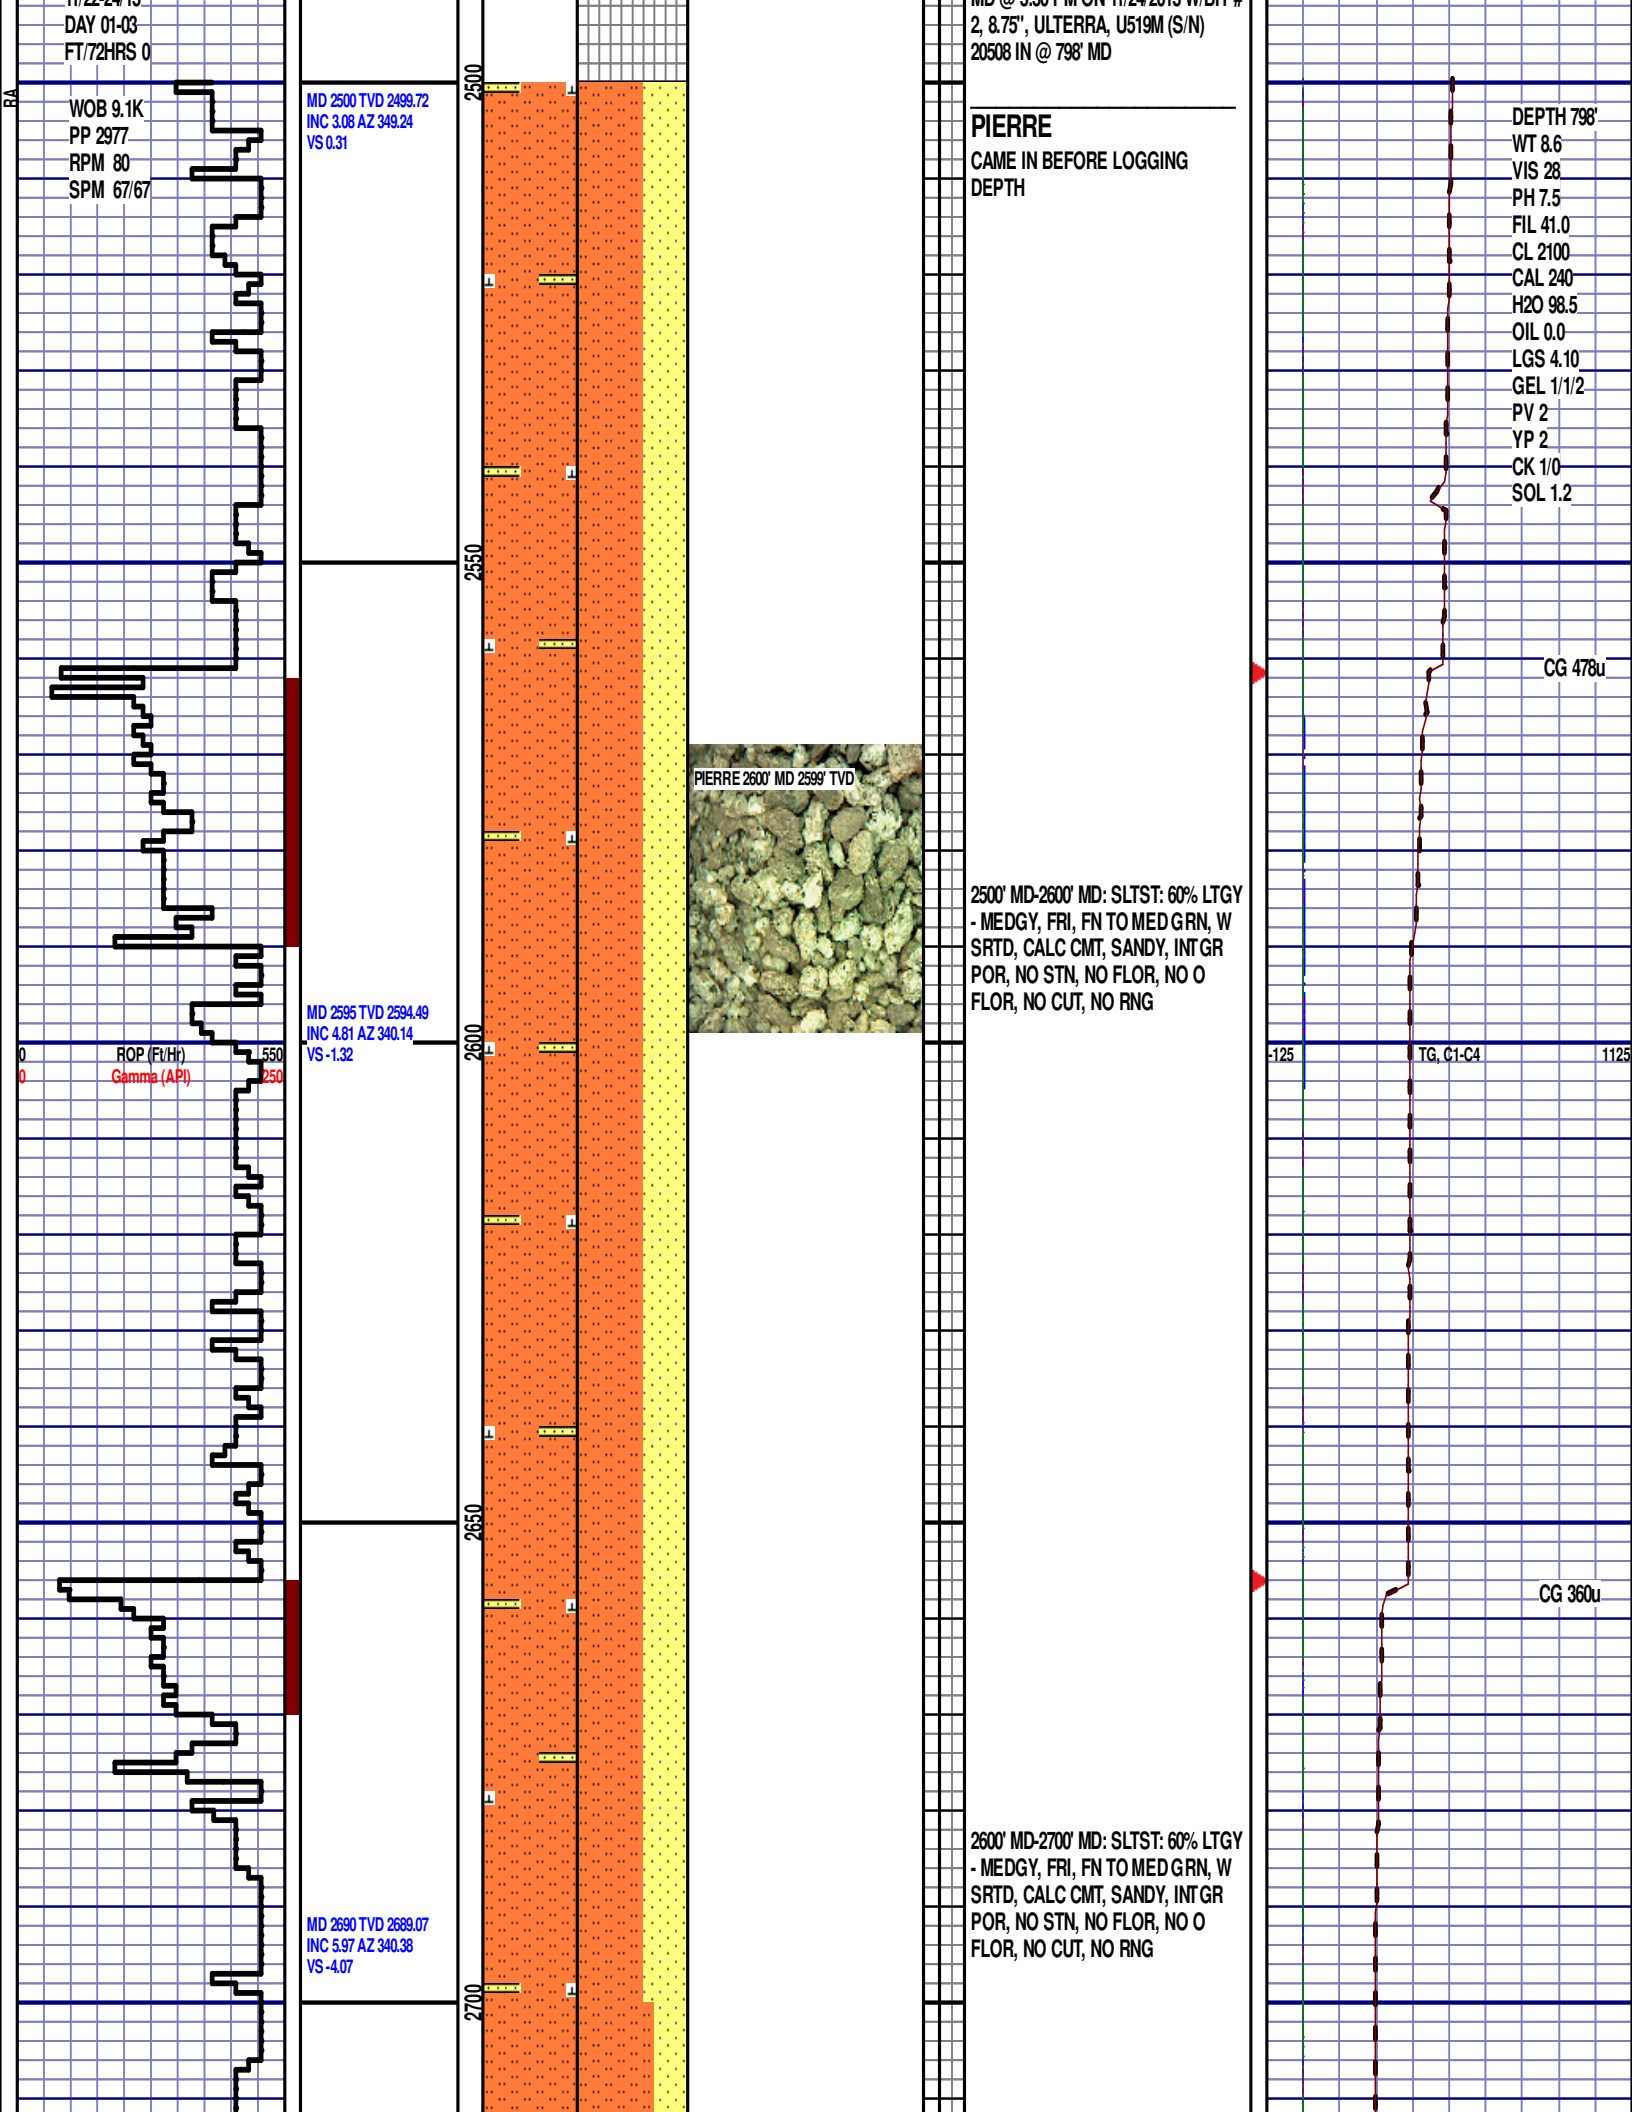 DAY 01-03
FT/72HRS 0
RA
WOB 9.1K
PP 2977
RPM 80
SPM 67/67
MD 2500 TVD 2499.72
INC 3.08 AZ 349.24
VS 0.31
2500
2, 8.75", ULTERRA, U519M (S/N)
20508 IN @ 798' MD
PIERRE
CAME IN BEFORE LOGGING
DEPTH
DEPTH 798'
WT 8.6
VIS 28
PH 7.5
FIL 41.0
CL 2100
CAL 240
H2O 98.5
OIL 0.0
LGS 4.10
GEL 1/1/2
PV 2
YP 2
CK 1/0
SOL 1.2
2550
CG 478u
PIERRE 2600' MD 2599' TVD
2500' MD-2600' MD: SLTST: 60% LTGY
- MEDGY, FRI, FN TO MED GRN, W
SRTD, CALC CMT, SANDY, INTGR
POR, NO STN, NO FLOR, NO O
FLOR, NO CUT, NO RNG
MD 2595 TVD 2594.49
INC 4.81 AZ 340.14
VS -1.32
2600
0 ROP (Ft/Hr) 550
0 Gamma (API) 250
-125 TG, C1-C4 1125
2650
CG 360u
2600' MD-2700' MD: SLTST: 60% LTGY
- MEDGY, FRI, FN TO MED GRN, W
SRTD, CALC CMT, SANDY, INTGR
POR, NO STN, NO FLOR, NO O
FLOR, NO CUT, NO RNG
MD 2690 TVD 2689.07
INC 5.97 AZ 340.38
VS -4.07
2700